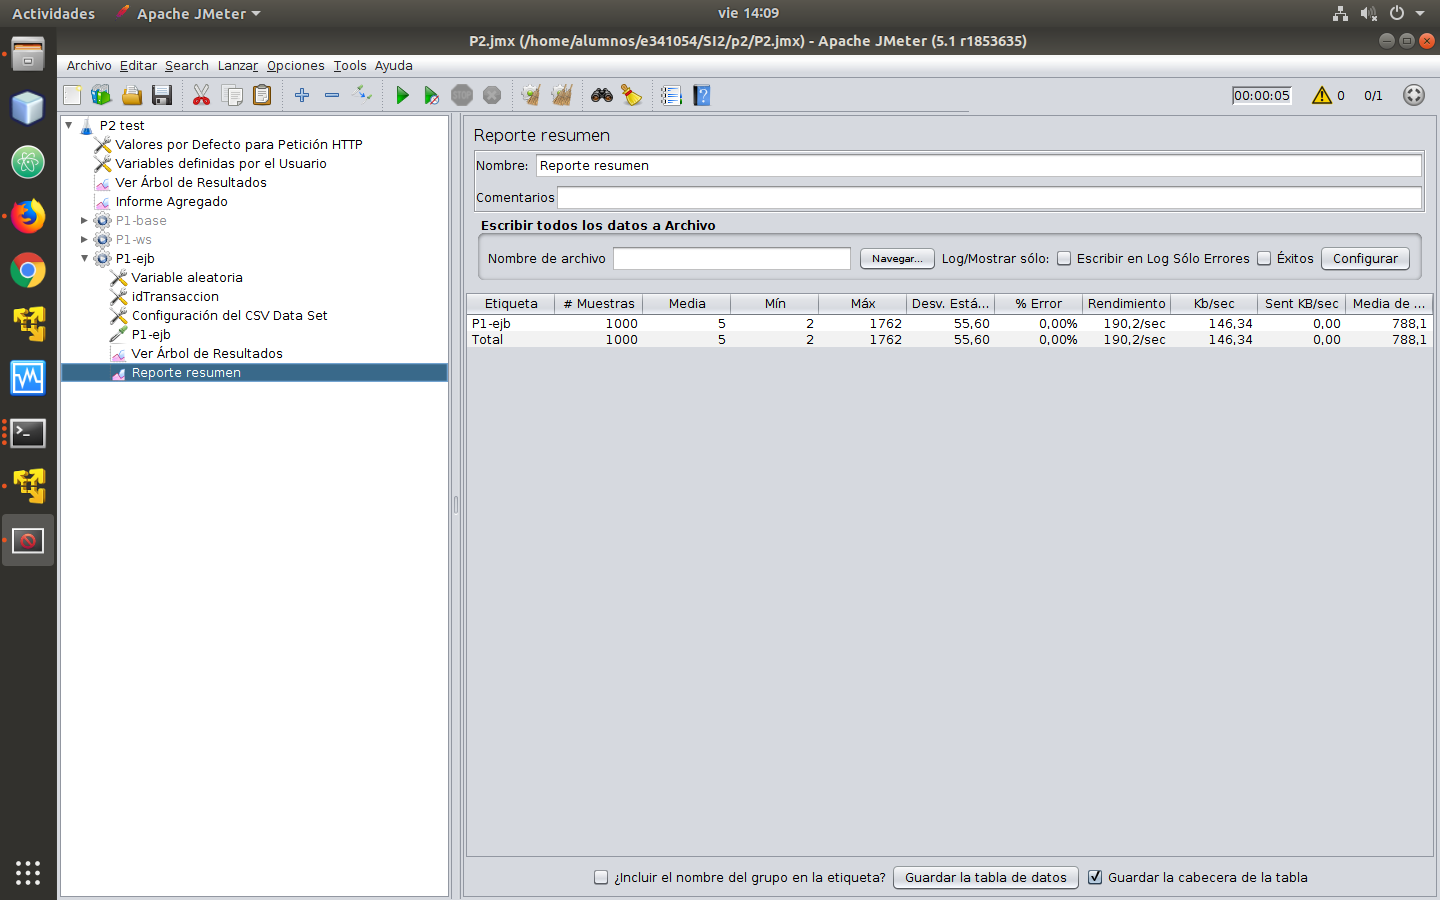 Actividades Apache JMeter vie 14:09
P2.jmx (/home/alumnos/e341054/SI2/p2/P2.jmx) - Apache JMeter (5.1 r1853635)
Archivo Editar Search Lanzar Opciones Tools Ayuda
STOP 00:00:05 0 0/1
P2 test
Valores por Defecto para Petición HTTP
Variables definidas por el Usuario
Ver Árbol de Resultados
Informe Agregado
P1-base
P1-ws
P1-ejb
Variable aleatoria
idTransaccion
Configuración del CSV Data Set
P1-ejb
Ver Árbol de Resultados
Reporte resumen
Reporte resumen
Nombre: Reporte resumen
Comentarios
Escribir todos los datos a Archivo
Nombre de archivo Navegar... Log/Mostrar sólo: Escribir en Log Sólo Errores Éxitos Configurar
Etiqueta # Muestras Media Mín Máx Desv. Está... % Error Rendimiento Kb/sec Sent KB/sec Media de ...
P1-ejb 1000 5 2 1762 55,60 0,00% 190,2/sec 146,34 0,00 788,1
Total 1000 5 2 1762 55,60 0,00% 190,2/sec 146,34 0,00 788,1
¿Incluir el nombre del grupo en la etiqueta? Guardar la tabla de datos Guardar la cabecera de la tabla